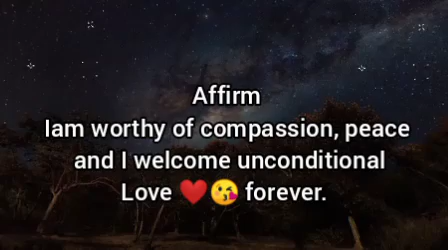 Affirm
Iam worthy of compassion, peace
and I welcome unconditional
Love ❤️😘 forever.